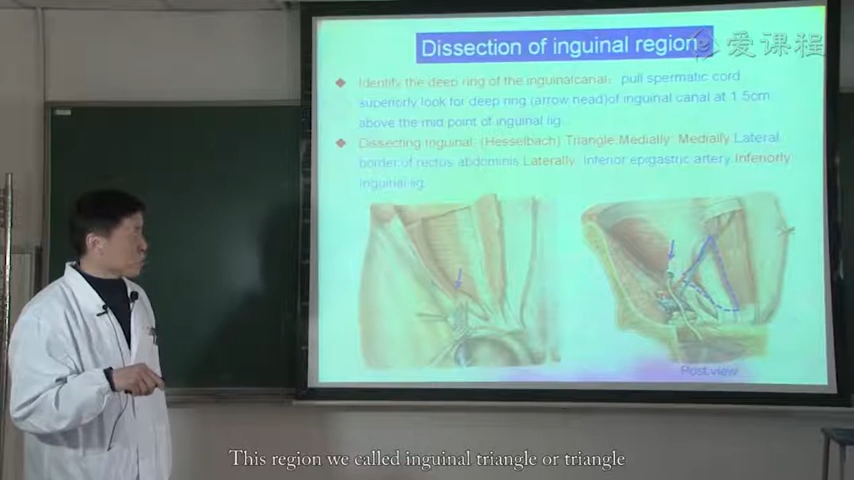 Dissection of inguinal region
爱课程
Identify the deep ring of the inguinalcanal: pull spermatic cord
superiorly look for deep ring (arrow head)of inguinal canal at 1.5cm
above the mid point of inguinal lig.
Dissecting Inguinal (Hesselbach) Triangle.Medially: Medially Lateral
border of rectus abdominis.Laterally: Inferior epigastric artery.Inferiorly
Inguinal lig.
Post.view
This region we called inguinal triangle or triangle